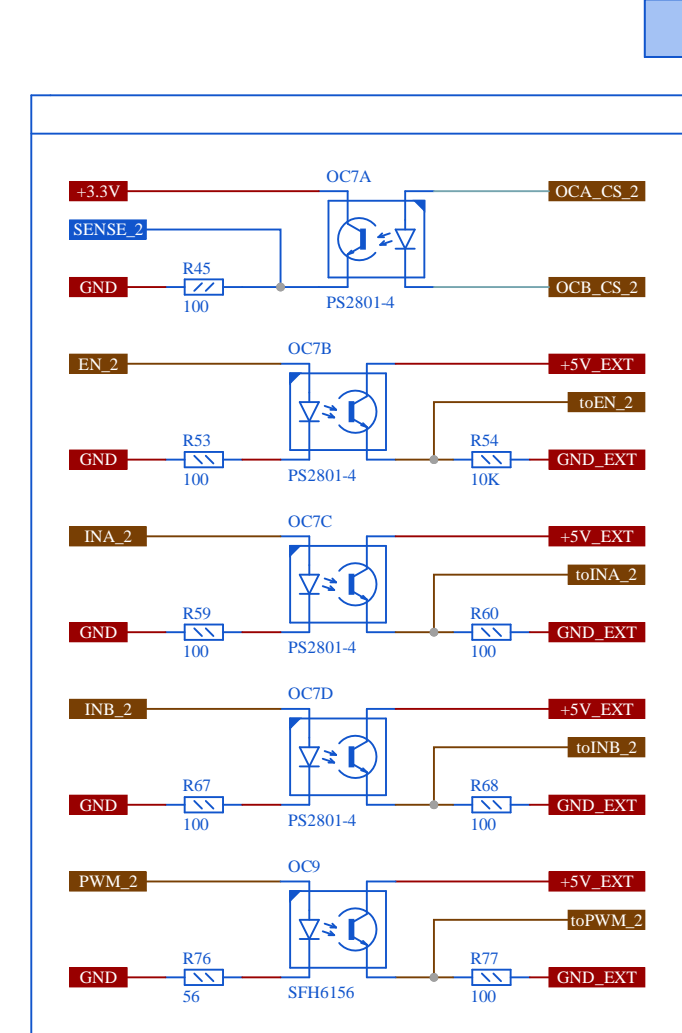 OC7A
+3.3V
OCA_CS_2
SENSE_2
R45
GND
OCB_CS_2
100
PS2801-4
OC7B
EN_2
+5V_EXT
toEN_2
R53
R54
GND
GND_EXT
100
PS2801-4
10K
OC7C
INA_2
+5V_EXT
toINA_2
R59
R60
GND
GND_EXT
100
PS2801-4
100
OC7D
INB_2
+5V_EXT
toINB_2
R67
R68
GND
GND_EXT
100
PS2801-4
100
OC9
PWM_2
+5V_EXT
toPWM_2
R76
R77
GND
GND_EXT
56
SFH6156
100